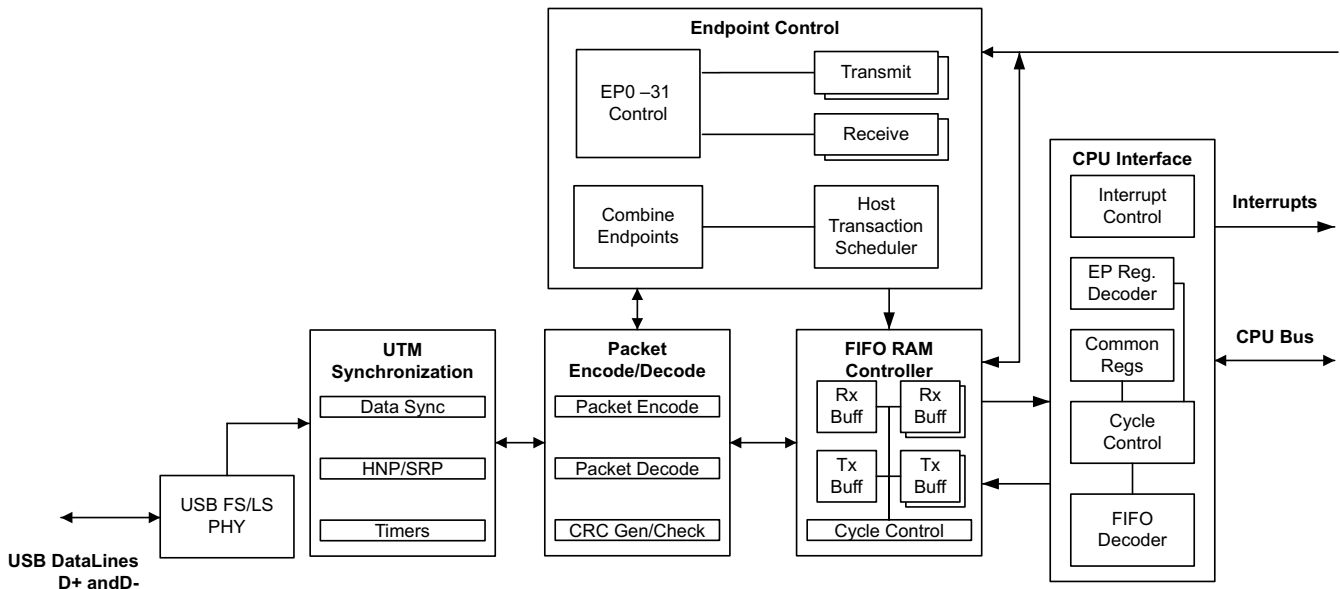 Endpoint Control
EP0 –31
Control
Transmit
Receive
Combine
Endpoints
Host
Transaction
Scheduler
CPU Interface
Interrupt
Control
Interrupts
EP Reg.
Decoder
Common
Regs
CPU Bus
Cycle
Control
FIFO
Decoder
UTM
Synchronization
Data Sync
HNP/SRP
Timers
Packet
Encode/Decode
Packet Encode
Packet Decode
CRC Gen/Check
FIFO RAM
Controller
Rx
Buff
Rx
Buff
Tx
Buff
Tx
Buff
Cycle Control
USB FS/LS
PHY
USB DataLines
D+ andD-